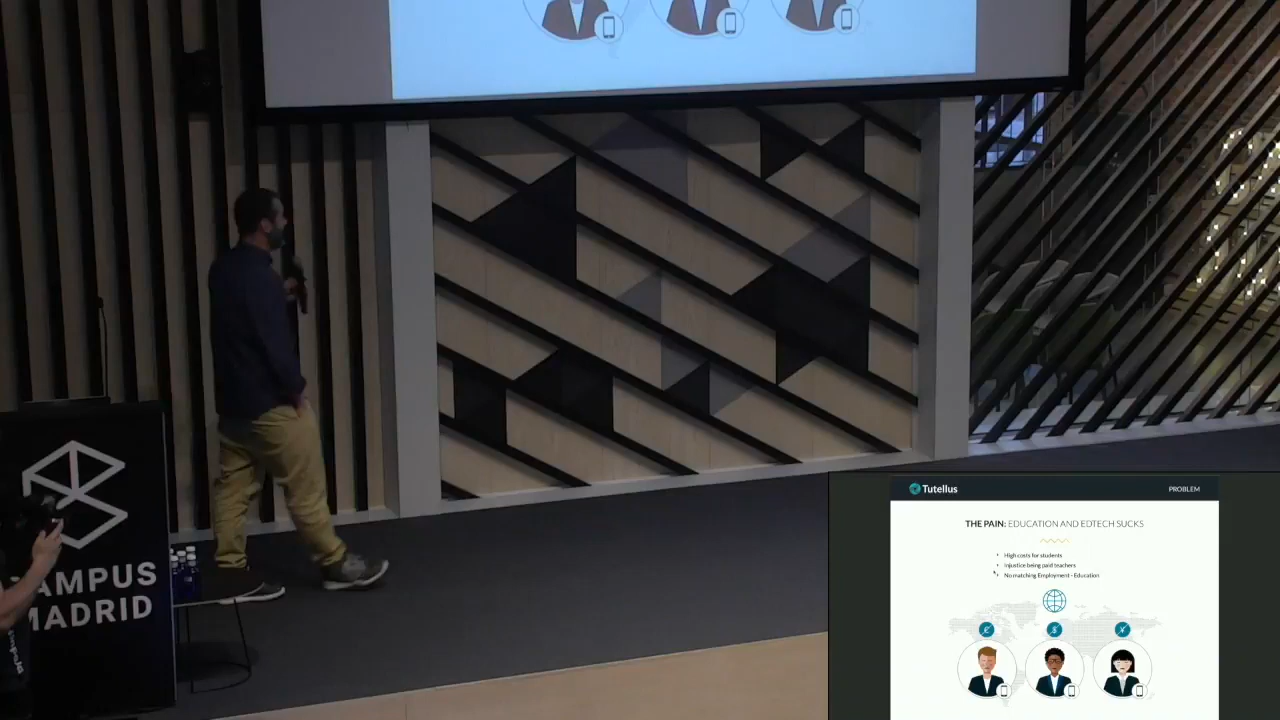 CAMPUS
MADRID
Tutellus
PROBLEM
THE PAIN: EDUCATION AND EDTECH SUCKS
High costs for students
Injustice being paid teachers
No matching Employment - Education
€
$
¥